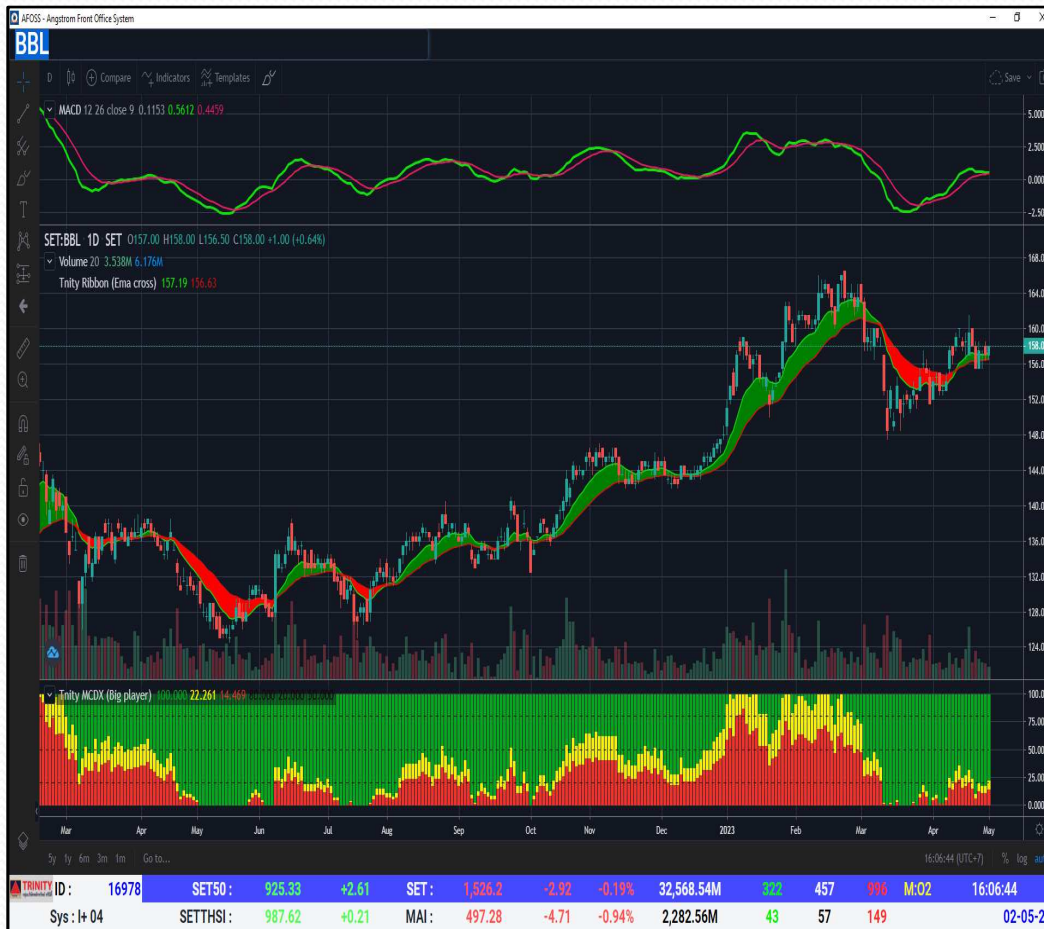 AFOSS - Angstrom Front Office System
BBL
D Compare Indicators Templates Save
MACD 12 26 close 9 0.1153 0.5612 0.4459
5.000
2.500
0.000
-2.50
SET:BBL 1D SET O157.00 H158.00 L156.50 C158.00 +1.00 (+0.64%)
Volume 20 3.538M 6.176M
Tnity Ribbon (Ema cross) 157.19 156.63
168.0
164.0
160.0
158.0
156.0
152.0
148.0
144.0
140.0
136.0
132.0
128.0
124.0
Tnity MCDX (Big player) 100.000 22.261 14.469
100.0
75.00
50.00
25.00
0.000
Mar Apr May Jun Jul Aug Sep Oct Nov Dec 2023 Feb Mar Apr May
5y 1y 6m 3m 1m Go to... 16:06:44 (UTC+7) % log
TRINITY ID : 16978 SET50 : 925.33 +2.61 SET : 1,526.2 -2.92 -0.19% 32,568.54M 322 457 996 M:O2 16:06:44
Sys : I+ 04 SETTHSI : 987.62 +0.21 MAI : 497.28 -4.71 -0.94% 2,282.56M 43 57 149 02-05-2